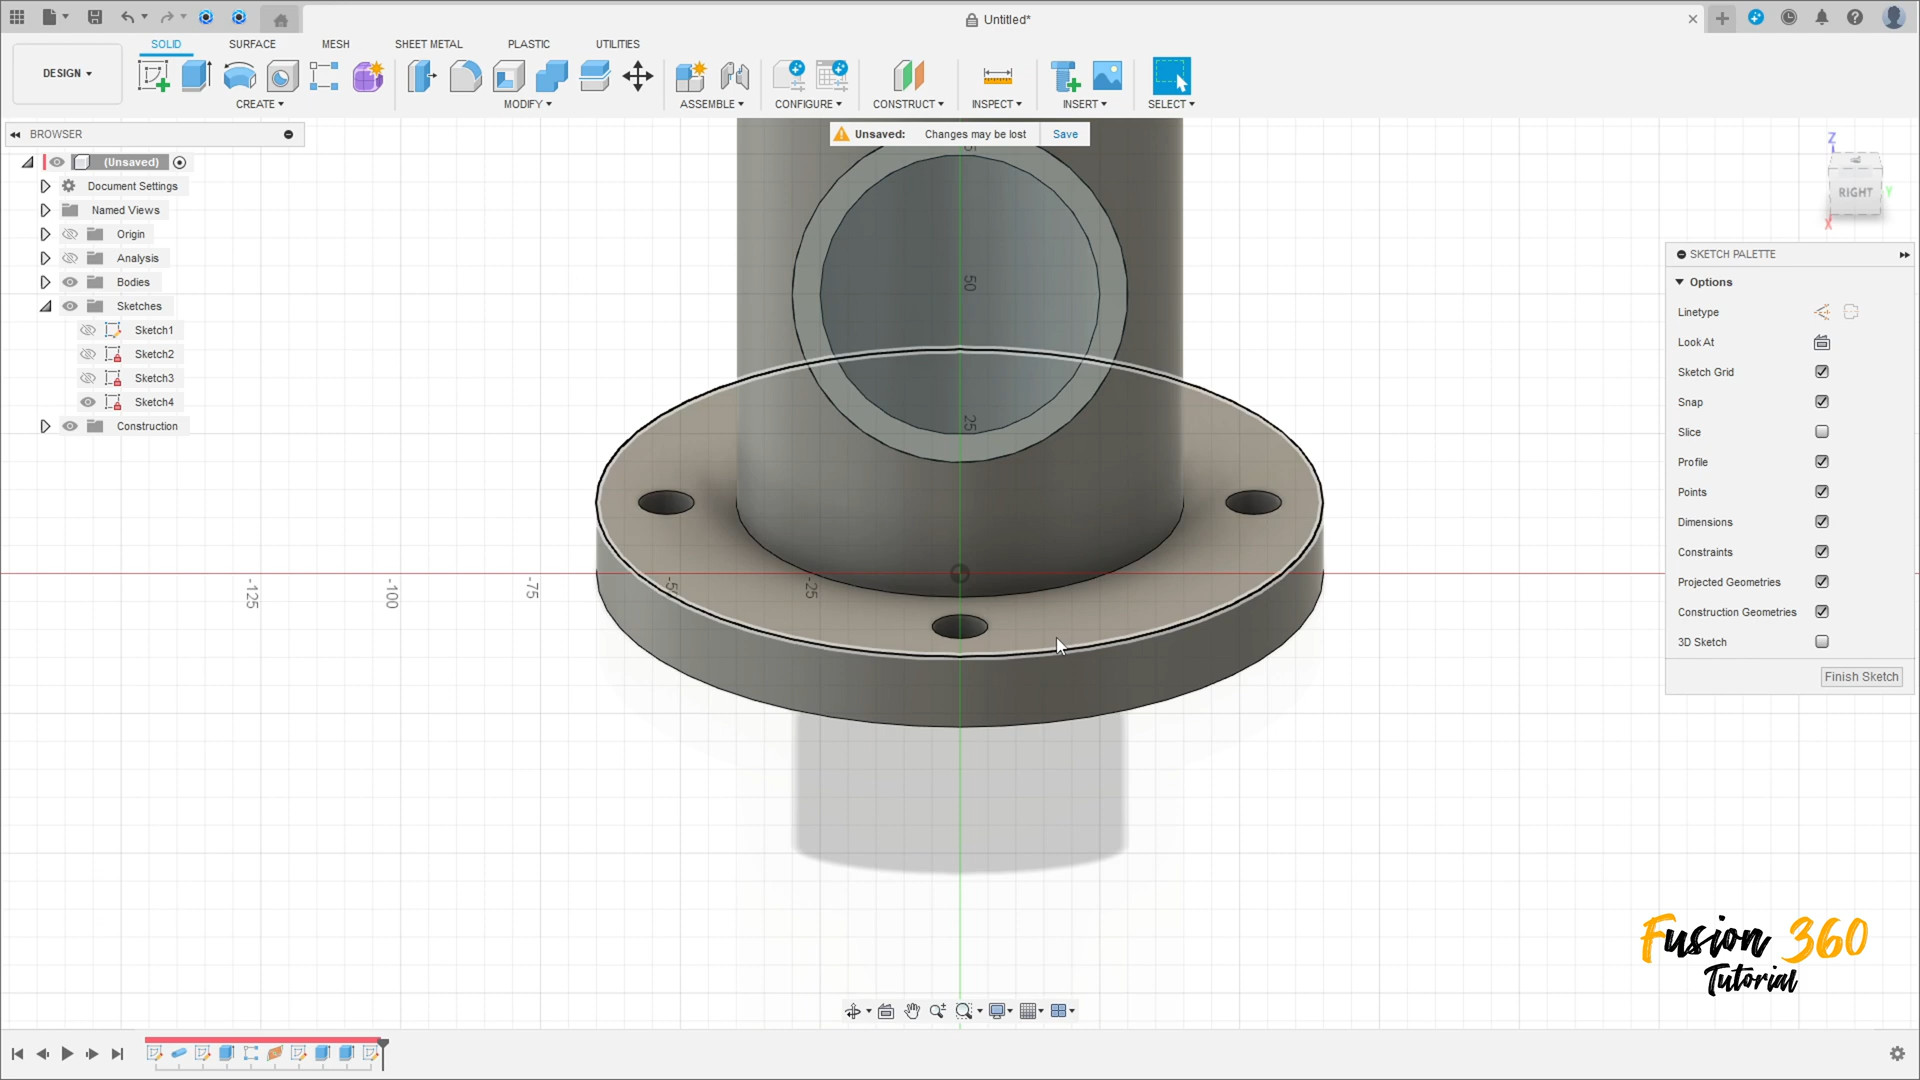 Untitled*
DESIGN
SOLID
SURFACE
MESH
SHEET METAL
PLASTIC
UTILITIES
CREATE
MODIFY
ASSEMBLE
CONFIGURE
CONSTRUCT
INSPECT
INSERT
SELECT
BROWSER
Unsaved: Changes may be lost Save
(Unsaved)
Document Settings
Named Views
Origin
Analysis
Bodies
Sketches
Sketch1
Sketch2
Sketch3
Sketch4
Construction
Z
RIGHT
Y
X
SKETCH PALETTE
Options
Linetype
Look At
Sketch Grid
Snap
Slice
Profile
Points
Dimensions
Constraints
Projected Geometries
Construction Geometries
3D Sketch
Finish Sketch
50
25
-125
-100
-75
-25
Fusion 360
Tutorial